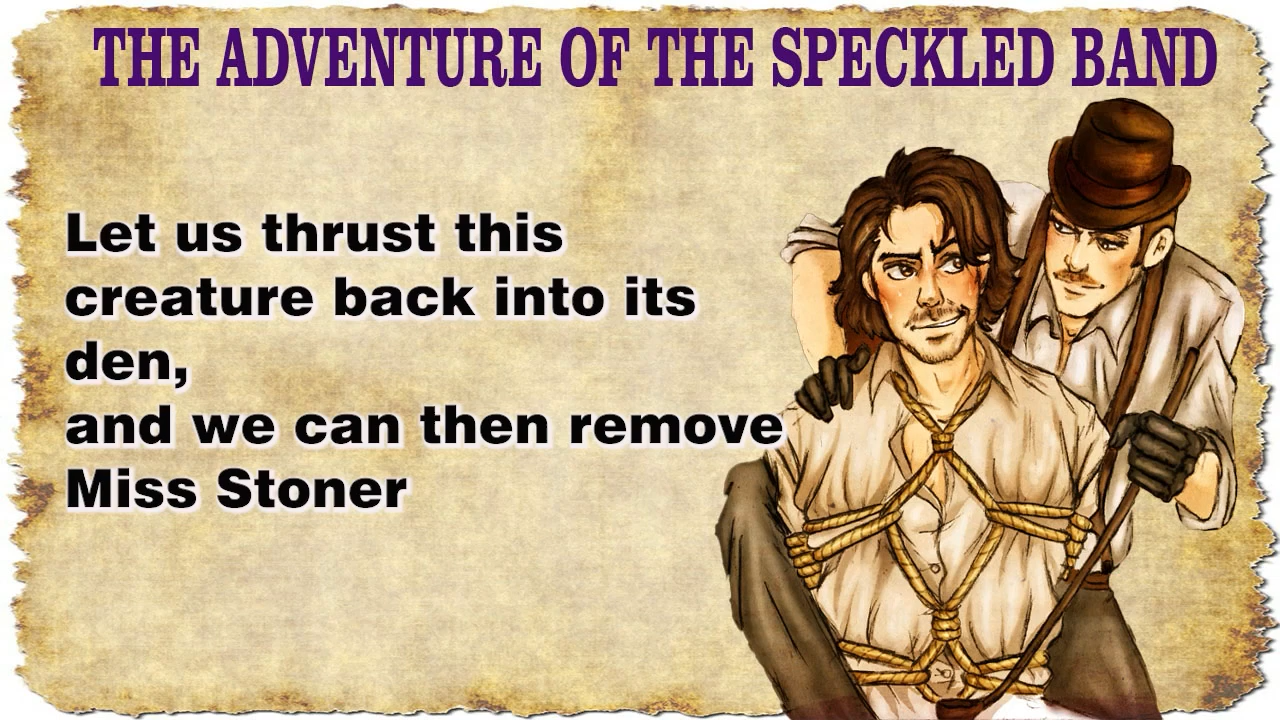 THE ADVENTURE OF THE SPECKLED BAND
Let us thrust this
creature back into its
den,
and we can then remove
Miss Stoner